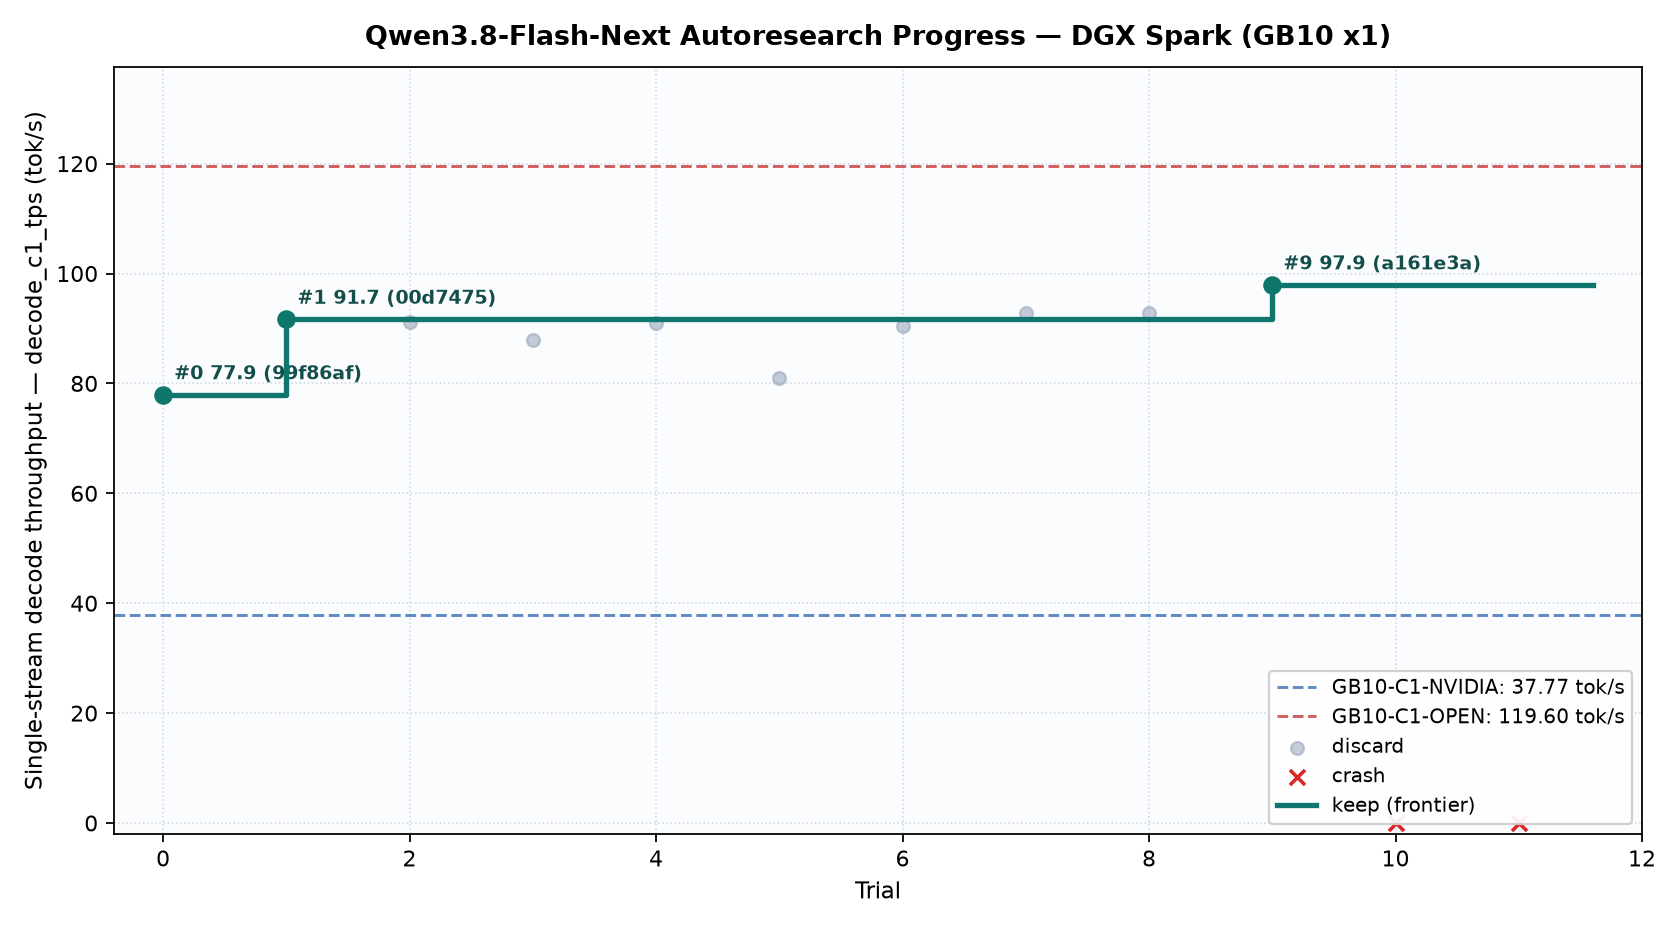 Qwen3.8-Flash-Next Autoresearch Progress — DGX Spark (GB10 x1)
Single-stream decode throughput — decode_c1_tps (tok/s)
120
100
80
60
40
20
0
#9 97.9 (a161e3a)
#1 91.7 (00d7475)
#0 77.9 (99f86af)
GB10-C1-NVIDIA: 37.77 tok/s
GB10-C1-OPEN: 119.60 tok/s
discard
crash
keep (frontier)
0
2
4
6
8
10
12
Trial